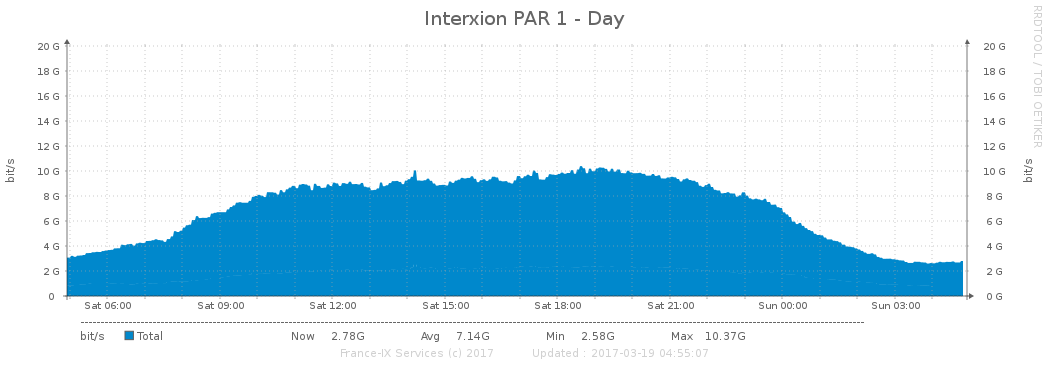 Interxion PAR 1 - Day
RRDTOOL / TOBI OETIKER
20 G 20 G
18 G 18 G
16 G 16 G
14 G 14 G
12 G 12 G
10 G 10 G
8 G 8 G
6 G 6 G
4 G 4 G
2 G 2 G
0 0 G
bit/s
bit/s
Sat 06:00 Sat 09:00 Sat 12:00 Sat 15:00 Sat 18:00 Sat 21:00 Sun 00:00 Sun 03:00
bit/s Total Now 2.78G Avg 7.14G Min 2.58G Max 10.37G
France-IX Services (c) 2017 Updated : 2017-03-19 04:55:07